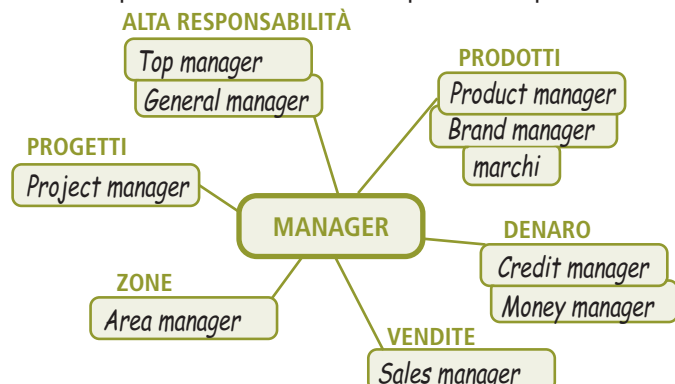 ALTA RESPONSABILITÀ
Top manager
General manager
PRODOTTI
Product manager
Brand manager
marchi
PROGETTI
Project manager
MANAGER
DENARO
Credit manager
Money manager
ZONE
Area manager
VENDITE
Sales manager